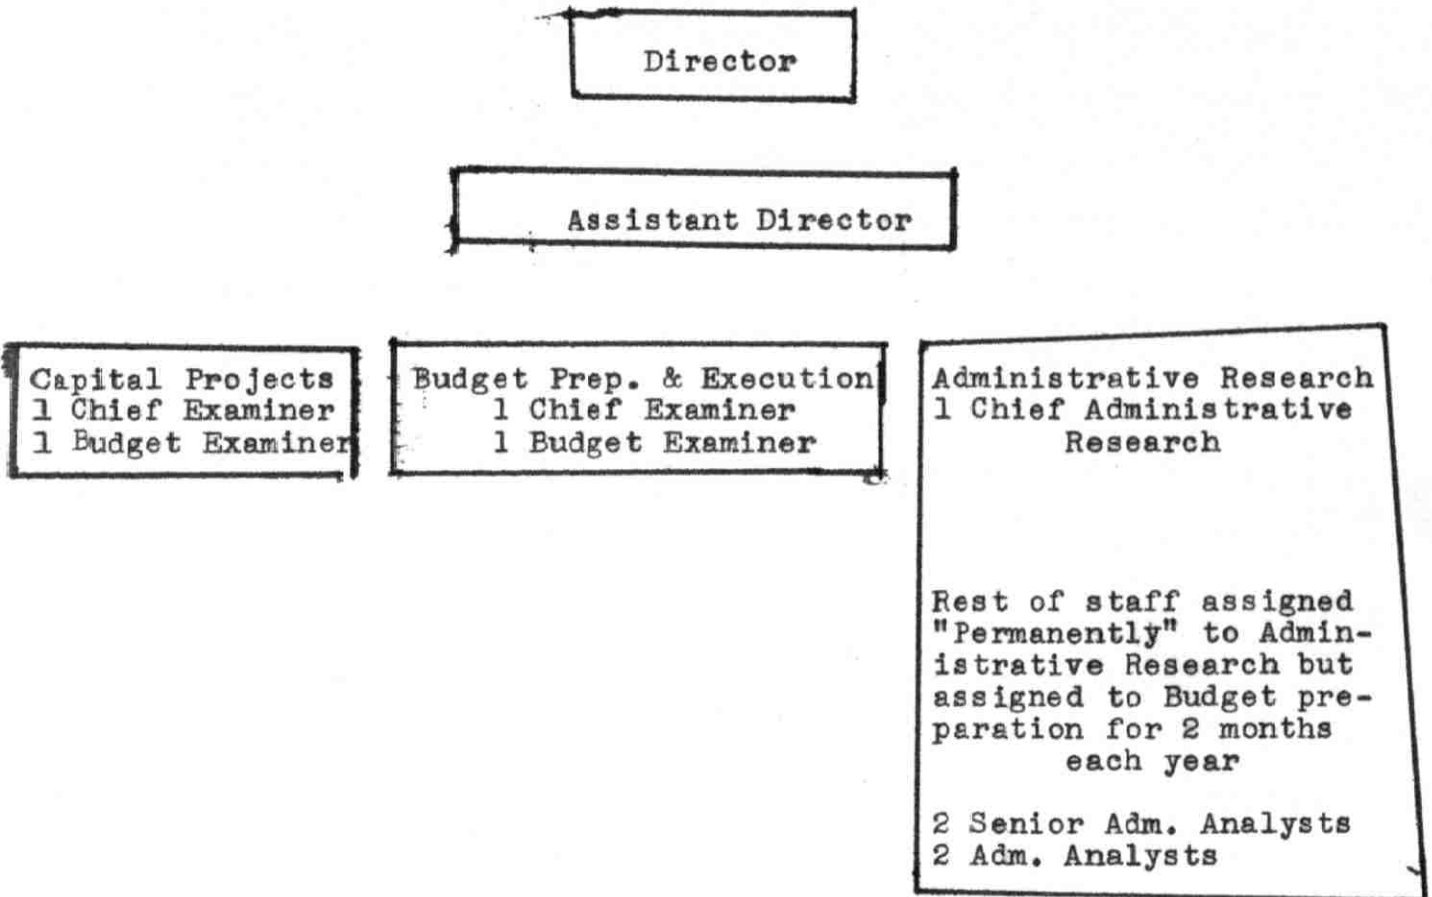 Director
Assistant Director
Capital Projects
1 Chief Examiner
1 Budget Examiner
Budget Prep. & Execution
1 Chief Examiner
1 Budget Examiner
Administrative Research
1 Chief Administrative
Research
Rest of staff assigned
"Permanently" to Admin-
istrative Research but
assigned to Budget pre-
paration for 2 months
each year
2 Senior Adm. Analysts
2 Adm. Analysts